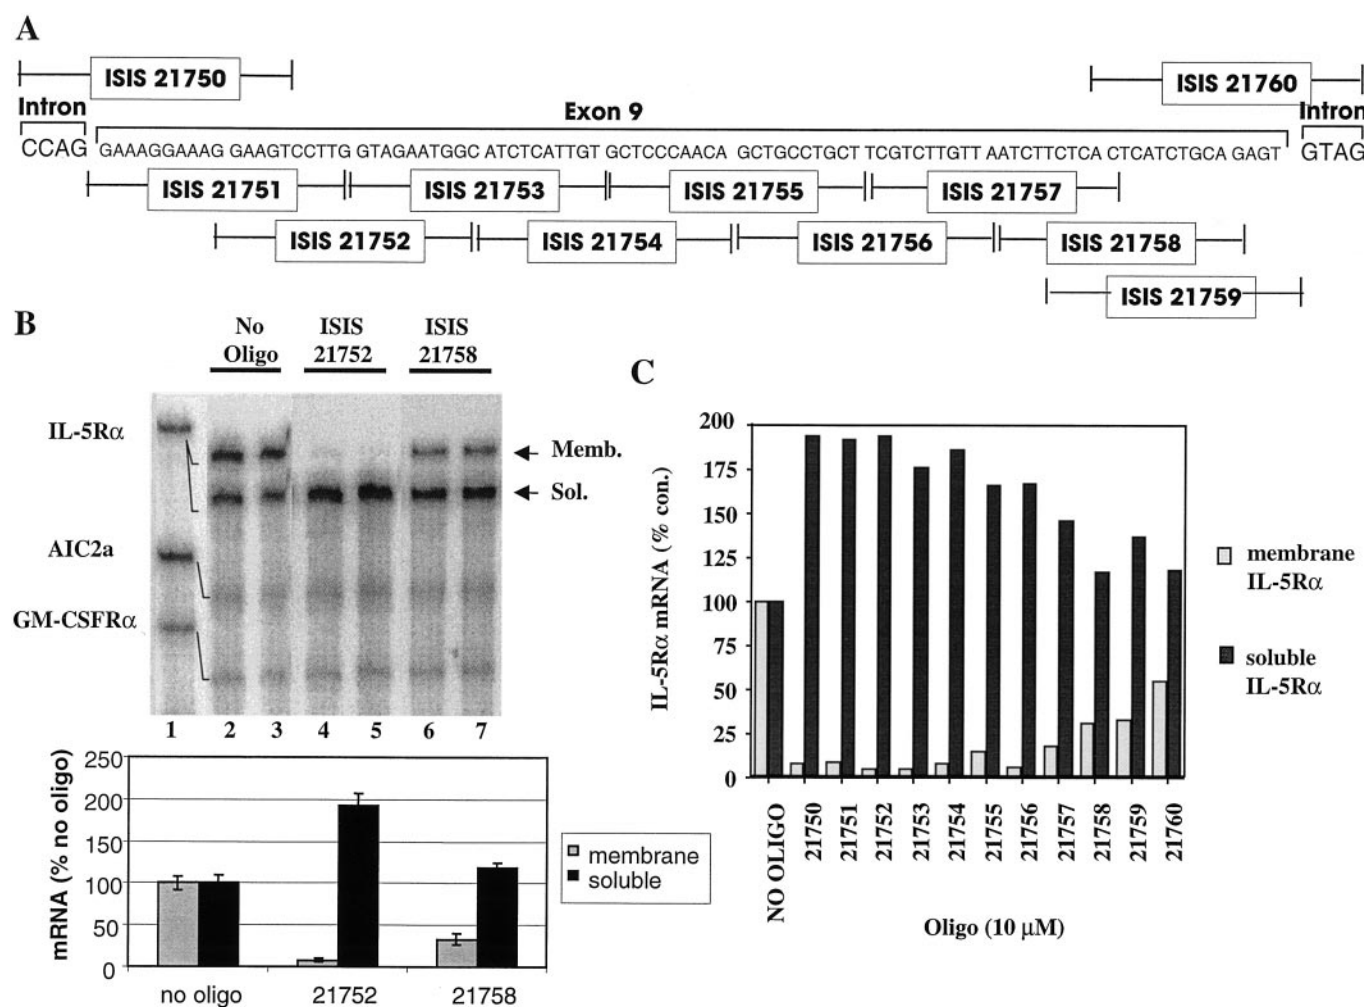 A
ISIS 21750
ISIS 21760
Intron
Exon 9
Intron
CCAG GAAAGGAAAG GAAGTCCTTG GTAGAATGGC ATCTCATTGT GCTCCCAACA GCTGCCTGCT TCGTCTTGTT AATCTTCTCA CTCATCTGCA GAGT GTAG
ISIS 21751
ISIS 21753
ISIS 21755
ISIS 21757
ISIS 21752
ISIS 21754
ISIS 21756
ISIS 21758
ISIS 21759
B
No Oligo
ISIS 21752
ISIS 21758
IL-5Rα
AIC2a
GM-CSFRα
Memb.
Sol.
1 2 3 4 5 6 7
mRNA (% no oligo)
250
200
150
100
50
0
no oligo
21752
21758
membrane
soluble
C
IL-5Rα mRNA (% con.)
200
175
150
125
100
75
50
25
0
NO OLIGO
21750
21751
21752
21753
21754
21755
21756
21757
21758
21759
21760
Oligo (10 μM)
membrane
IL-5Rα
soluble
IL-5Rα